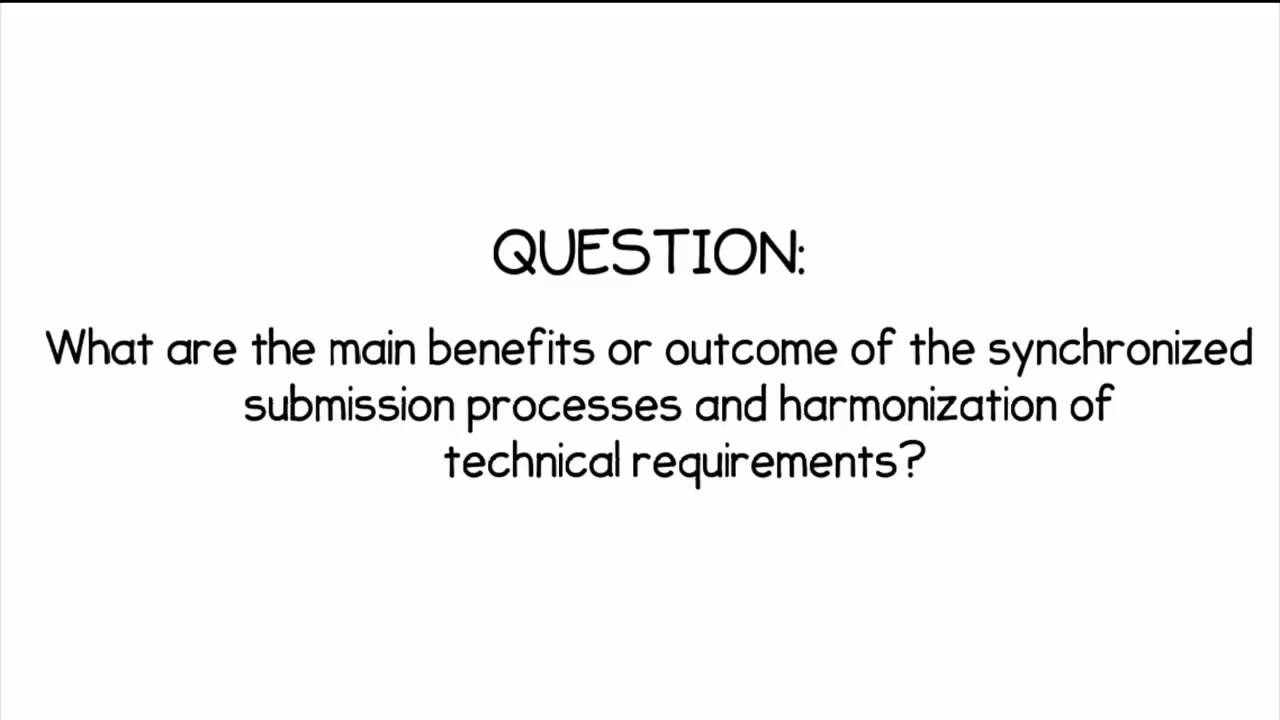 QUESTION:
What are the main benefits or outcome of the synchronized
submission processes and harmonization of
technical requirements?